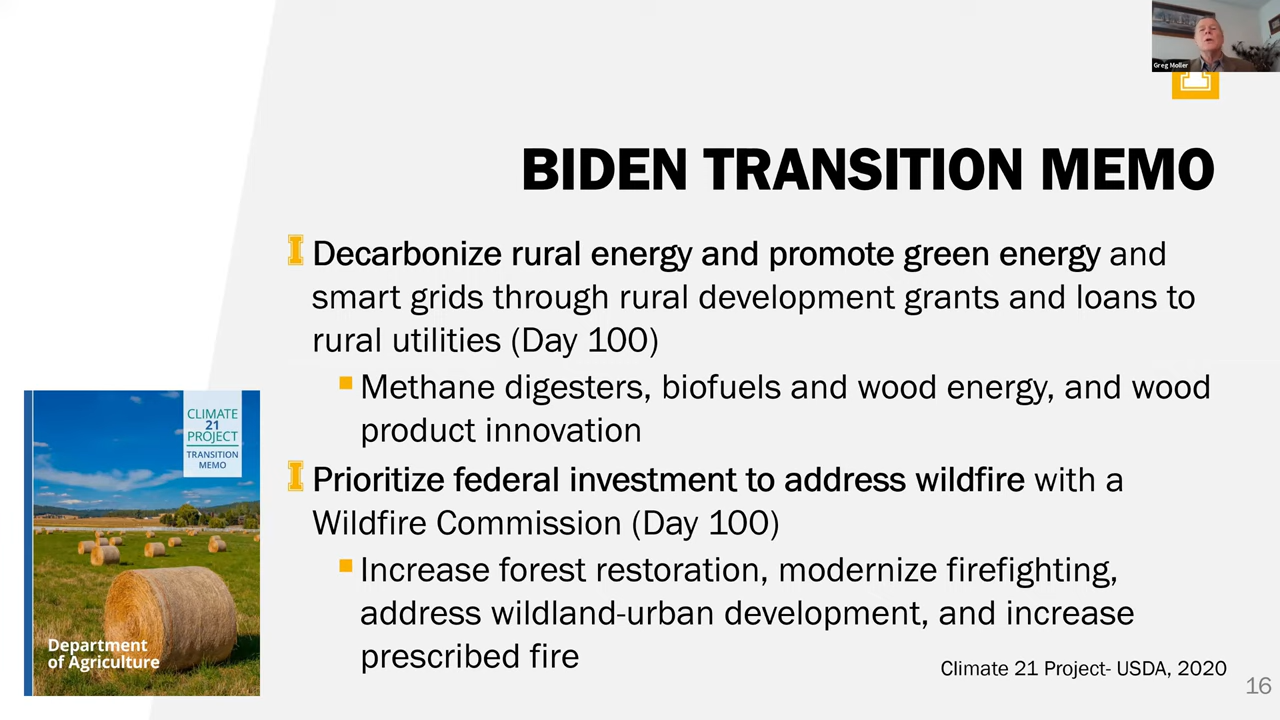 Greg Moller
BIDEN TRANSITION MEMO
I Decarbonize rural energy and promote green energy and
smart grids through rural development grants and loans to
rural utilities (Day 100)
Methane digesters, biofuels and wood energy, and wood
product innovation
I Prioritize federal investment to address wildfire with a
Wildfire Commission (Day 100)
Increase forest restoration, modernize firefighting,
address wildland-urban development, and increase
prescribed fire
CLIMATE
21
PROJECT
TRANSITION
MEMO
Department
of Agriculture
Climate 21 Project- USDA, 2020
16